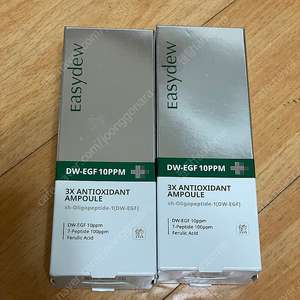 Easydew
DW-EGF 10PPM
3X ANTIOXIDANT
AMPOULE
sh-Oligopeptide-1[DW-EGF]
DW-EGF 10ppm
7-Peptide 100ppm
Ferulic Acid
Easydew
DW-EGF 10PPM
3X ANTIOXIDANT
AMPOULE
sh-Oligopeptide-1[DW-EGF]
DW-EGF 10ppm
7-Peptide 100ppm
Ferulic Acid